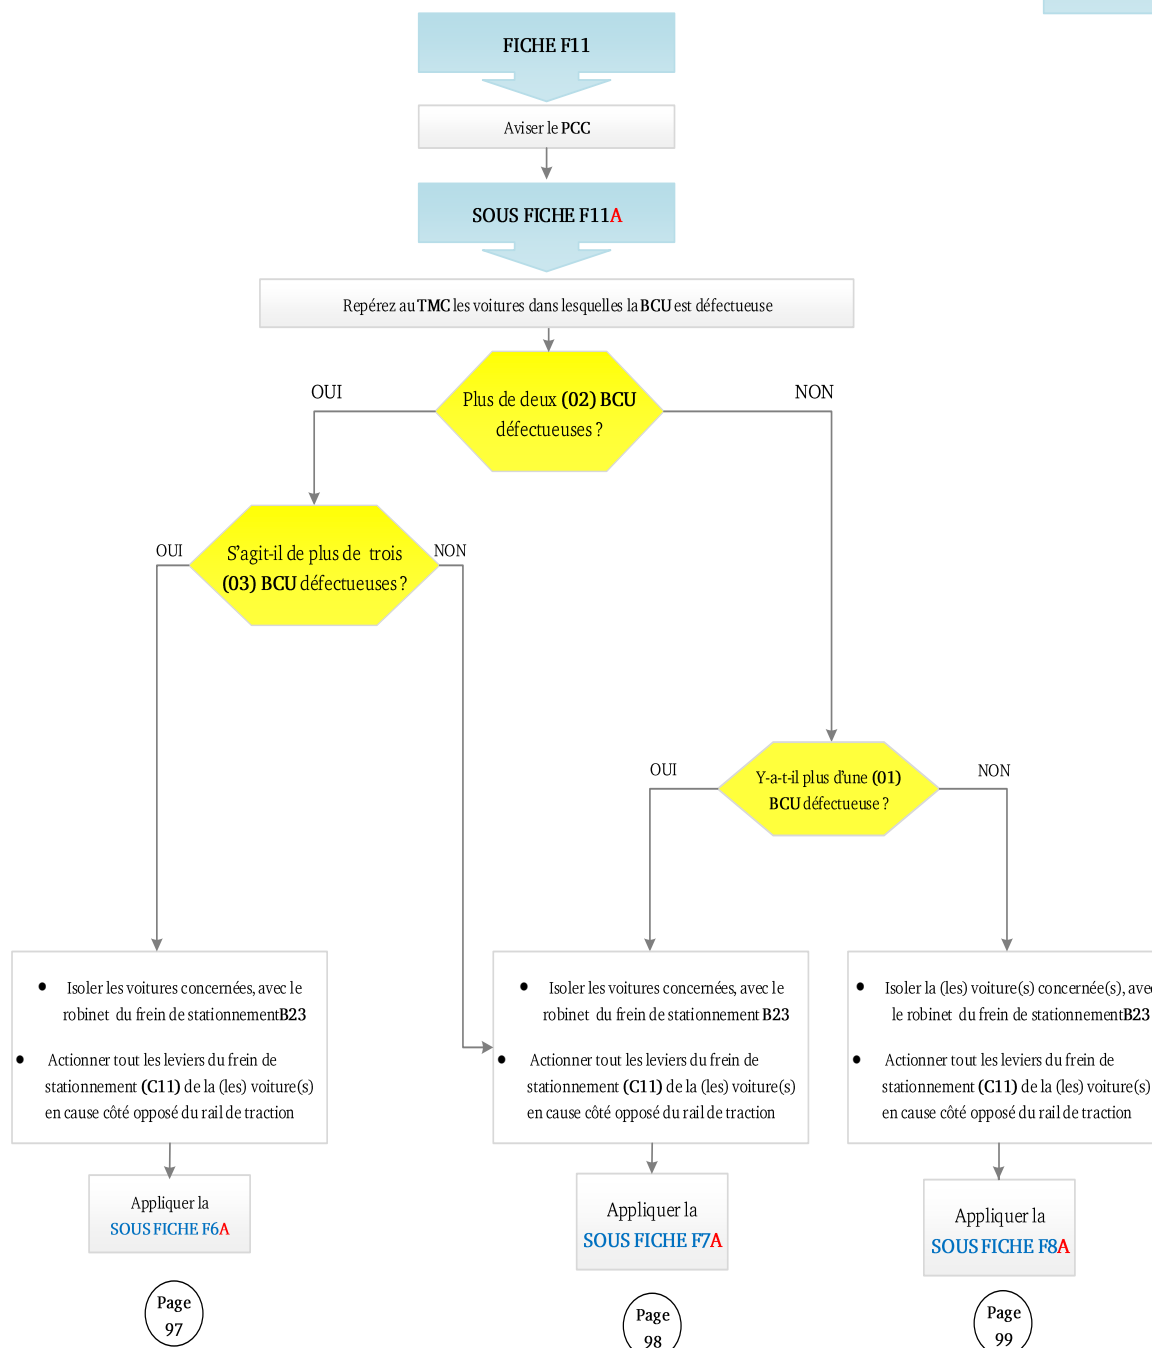 FICHE F11
Aviser le PCC
SOUS FICHE F11A
Repérez au TMC les voitures dans lesquelles la BCU est défectueuse
OUI
NON
Plus de deux (02) BCU
défectueuses ?
OUI
NON
S'agit-il de plus de trois
(03) BCU défectueuses ?
OUI
NON
Y-a-t-il plus d'une (01)
BCU défectueuse ?
• Isoler les voitures concernées, avec le
robinet du frein de stationnement B23
• Actionner tout les leviers du frein de
stationnement (C11) de la (les) voiture(s)
en cause côté opposé du rail de traction
• Isoler les voitures concernées, avec le
robinet du frein de stationnement B23
• Actionner tout les leviers du frein de
stationnement (C11) de la (les) voiture(s)
en cause côté opposé du rail de traction
• Isoler la (les) voiture(s) concernée(s), avec
le robinet du frein de stationnement B23
• Actionner tout les leviers du frein de
stationnement (C11) de la (les) voiture(s)
en cause côté opposé du rail de traction
Appliquer la
SOUS FICHE F6A
Appliquer la
SOUS FICHE F7A
Appliquer la
SOUS FICHE F8A
Page
97
Page
98
Page
99